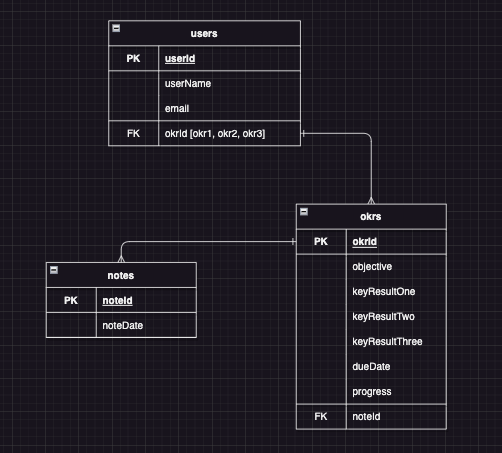 users
PK userId
userName
email
FK okrId [okr1, okr2, okr3]
okrs
PK okrId
objective
keyResultOne
keyResultTwo
keyResultThree
dueDate
progress
FK noteId
notes
PK noteId
noteDate